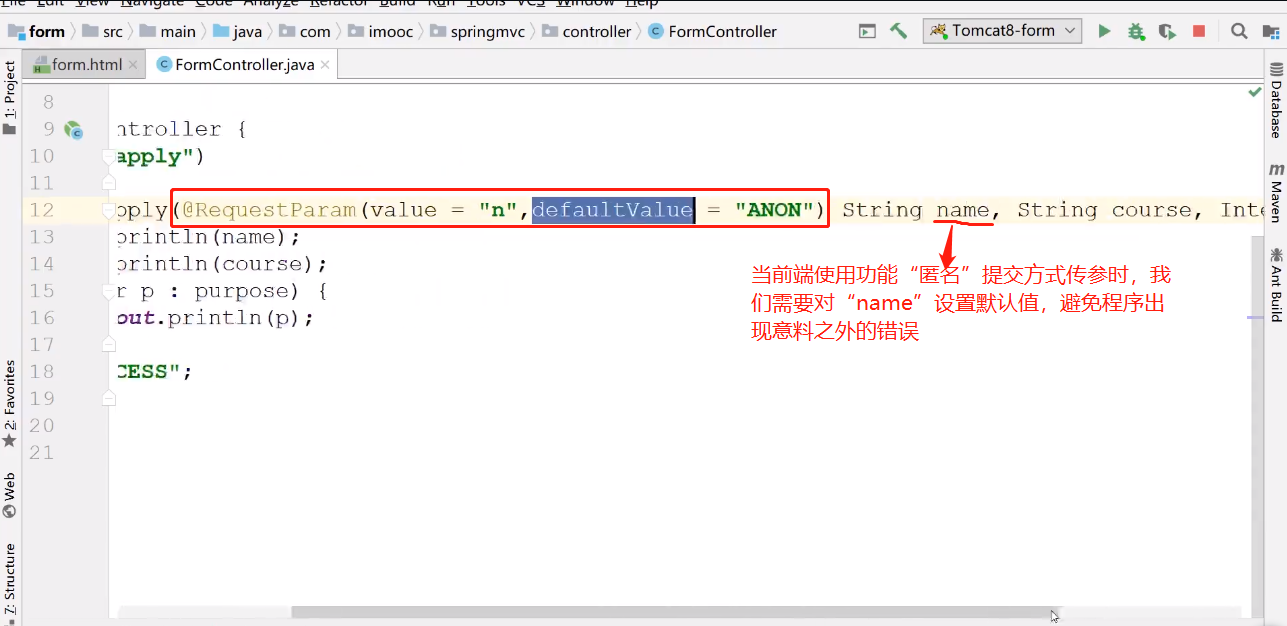 File Edit View Navigate Code Analyze Refactor Build Run Tools VCS Window Help
form src main java com imooc springmvc controller FormController Tomcat8-form
form.html FormController.java
1: Project
2: Favorites
Web
7: Structure
8
9 ntroller {
10 apply")
11
12 pply(@RequestParam(value = "n",defaultValue = "ANON") String name, String course, Inte
13 println(name);
14 println(course);
15 r p : purpose) {
16 out.println(p);
17
18 CESS";
19
20
21
当前端使用功能“匿名”提交方式传参时，我
们需要对“name”设置默认值，避免程序出
现意料之外的错误
Database
m Maven
Ant Build